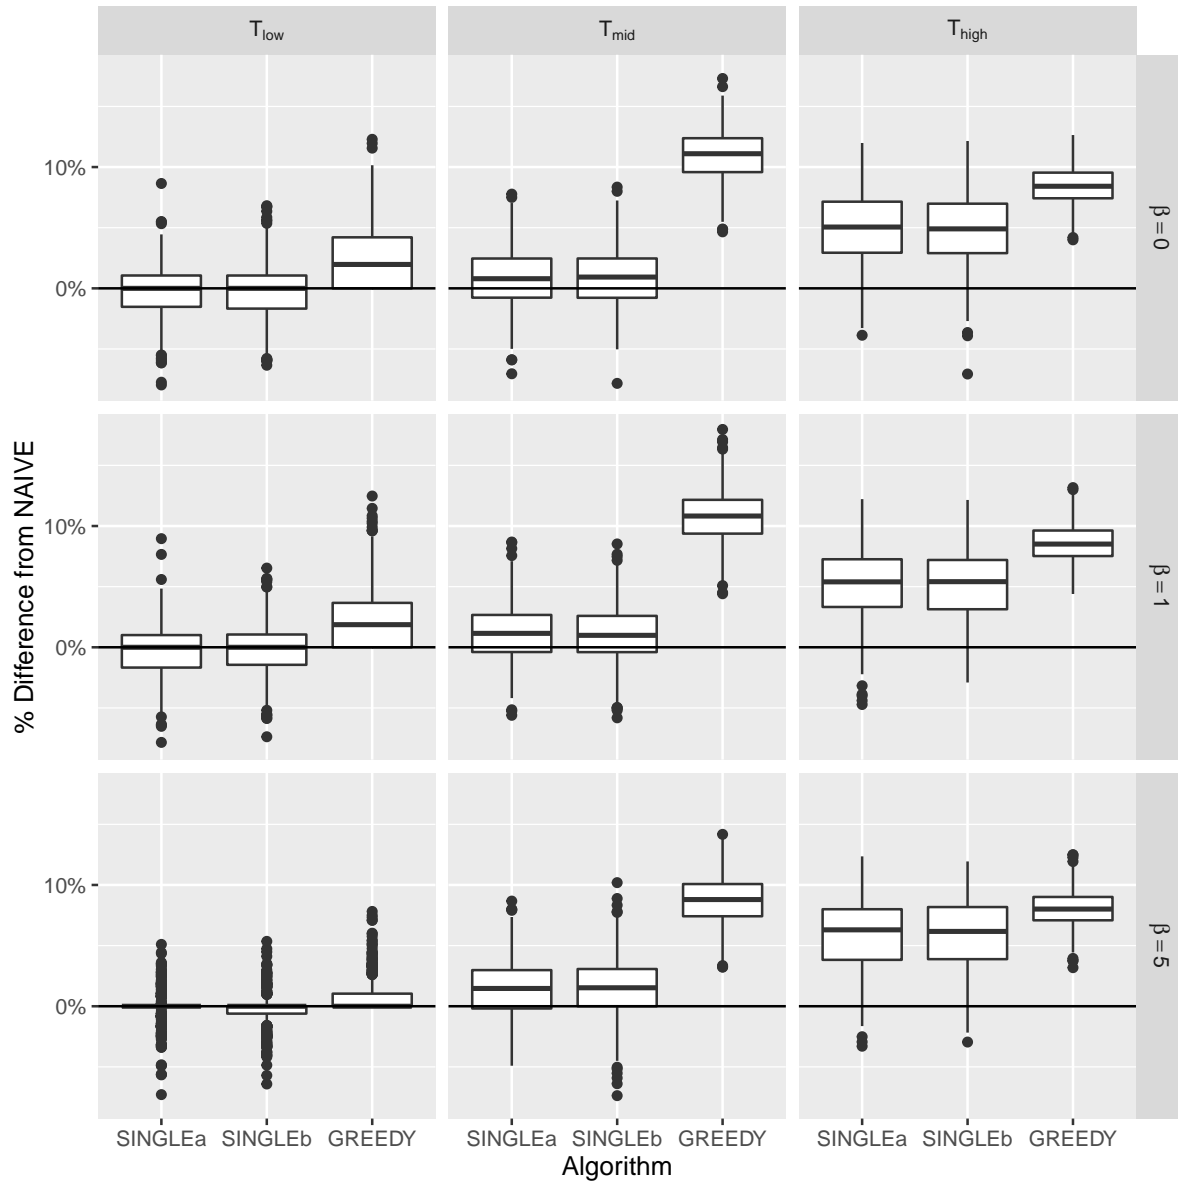 T_low T_mid T_high
10%
0%
β = 0
10%
0%
β = 1
10%
0%
β = 5
% Difference from NAIVE
SINGLEa SINGLEb GREEDY SINGLEa SINGLEb GREEDY SINGLEa SINGLEb GREEDY
Algorithm